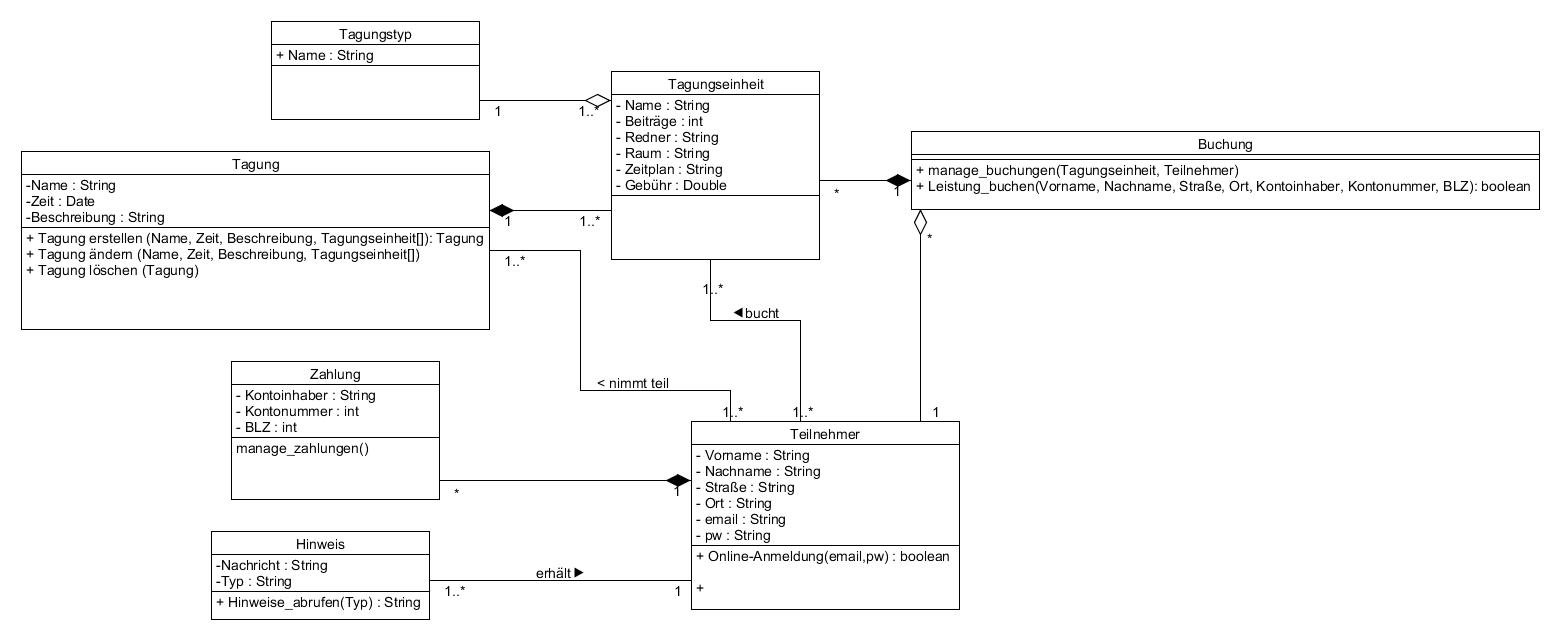 Tagungstyp
+ Name : String
1
1..*
Tagungseinheit
- Name : String
- Beiträge : int
- Redner : String
- Raum : String
- Zeitplan : String
- Gebühr : Double
*
1
Buchung
+ manage_buchungen(Tagungseinheit, Teilnehmer)
+ Leistung_buchen(Vorname, Nachname, Straße, Ort, Kontoinhaber, Kontonummer, BLZ): boolean
*
1
Tagung
-Name : String
-Zeit : Date
-Beschreibung : String
+ Tagung erstellen (Name, Zeit, Beschreibung, Tagungseinheit[]): Tagung
+ Tagung ändern (Name, Zeit, Beschreibung, Tagungseinheit[])
+ Tagung löschen (Tagung)
1
1..*
1..*
1..*
◀bucht
< nimmt teil
1..*
1..*
Zahlung
- Kontoinhaber : String
- Kontonummer : int
- BLZ : int
manage_zahlungen()
*
1
Teilnehmer
- Vorname : String
- Nachname : String
- Straße : String
- Ort : String
- email : String
- pw : String
+ Online-Anmeldung(email,pw) : boolean
+
Hinweis
-Nachricht : String
-Typ : String
+ Hinweise_abrufen(Typ) : String
erhält ▶
1..*
1